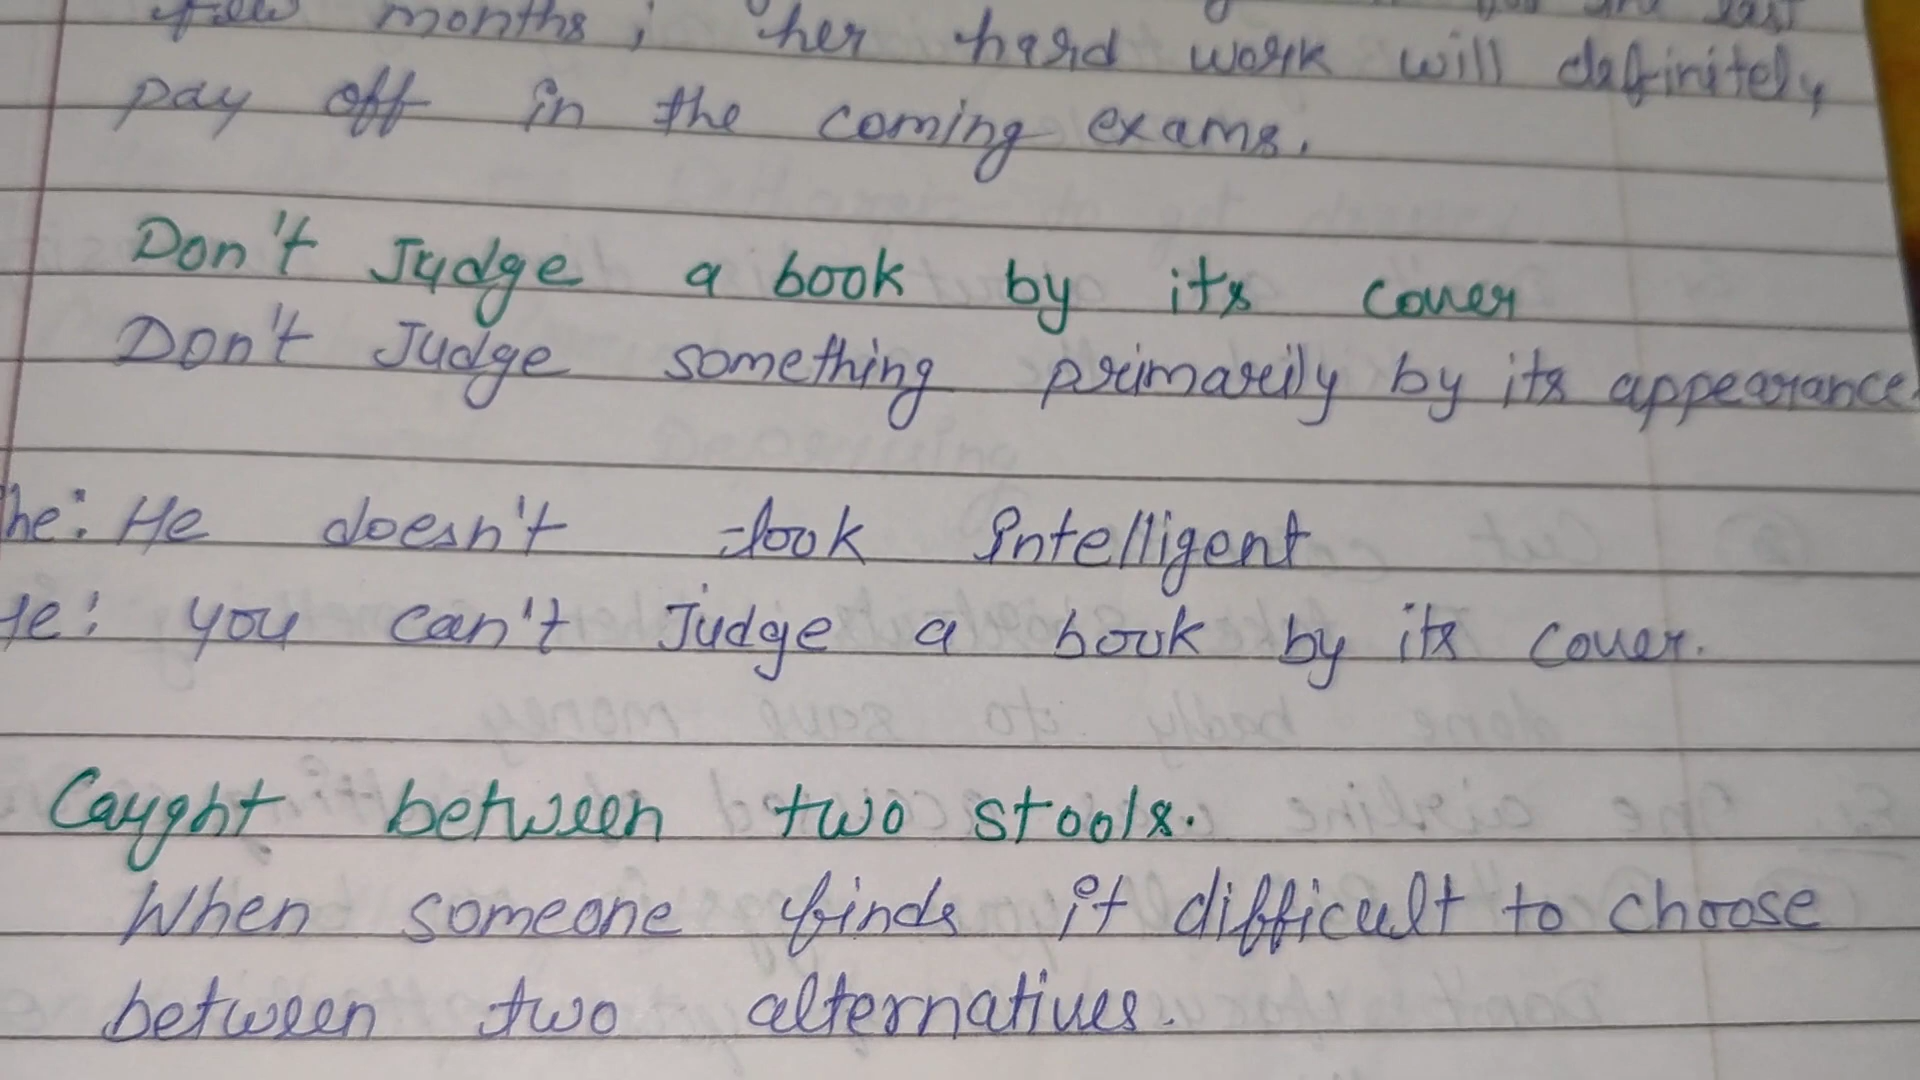 few months, her hard work will definitely
pay off in the coming exams.
Don't Judge a book by its cover
Don't Judge something primarily by its appearance.
he: He doesn't look Intelligent
He: you can't Judge a book by its cover.
Caught between two stools.
When someone finds it difficult to choose
between two alternatives.